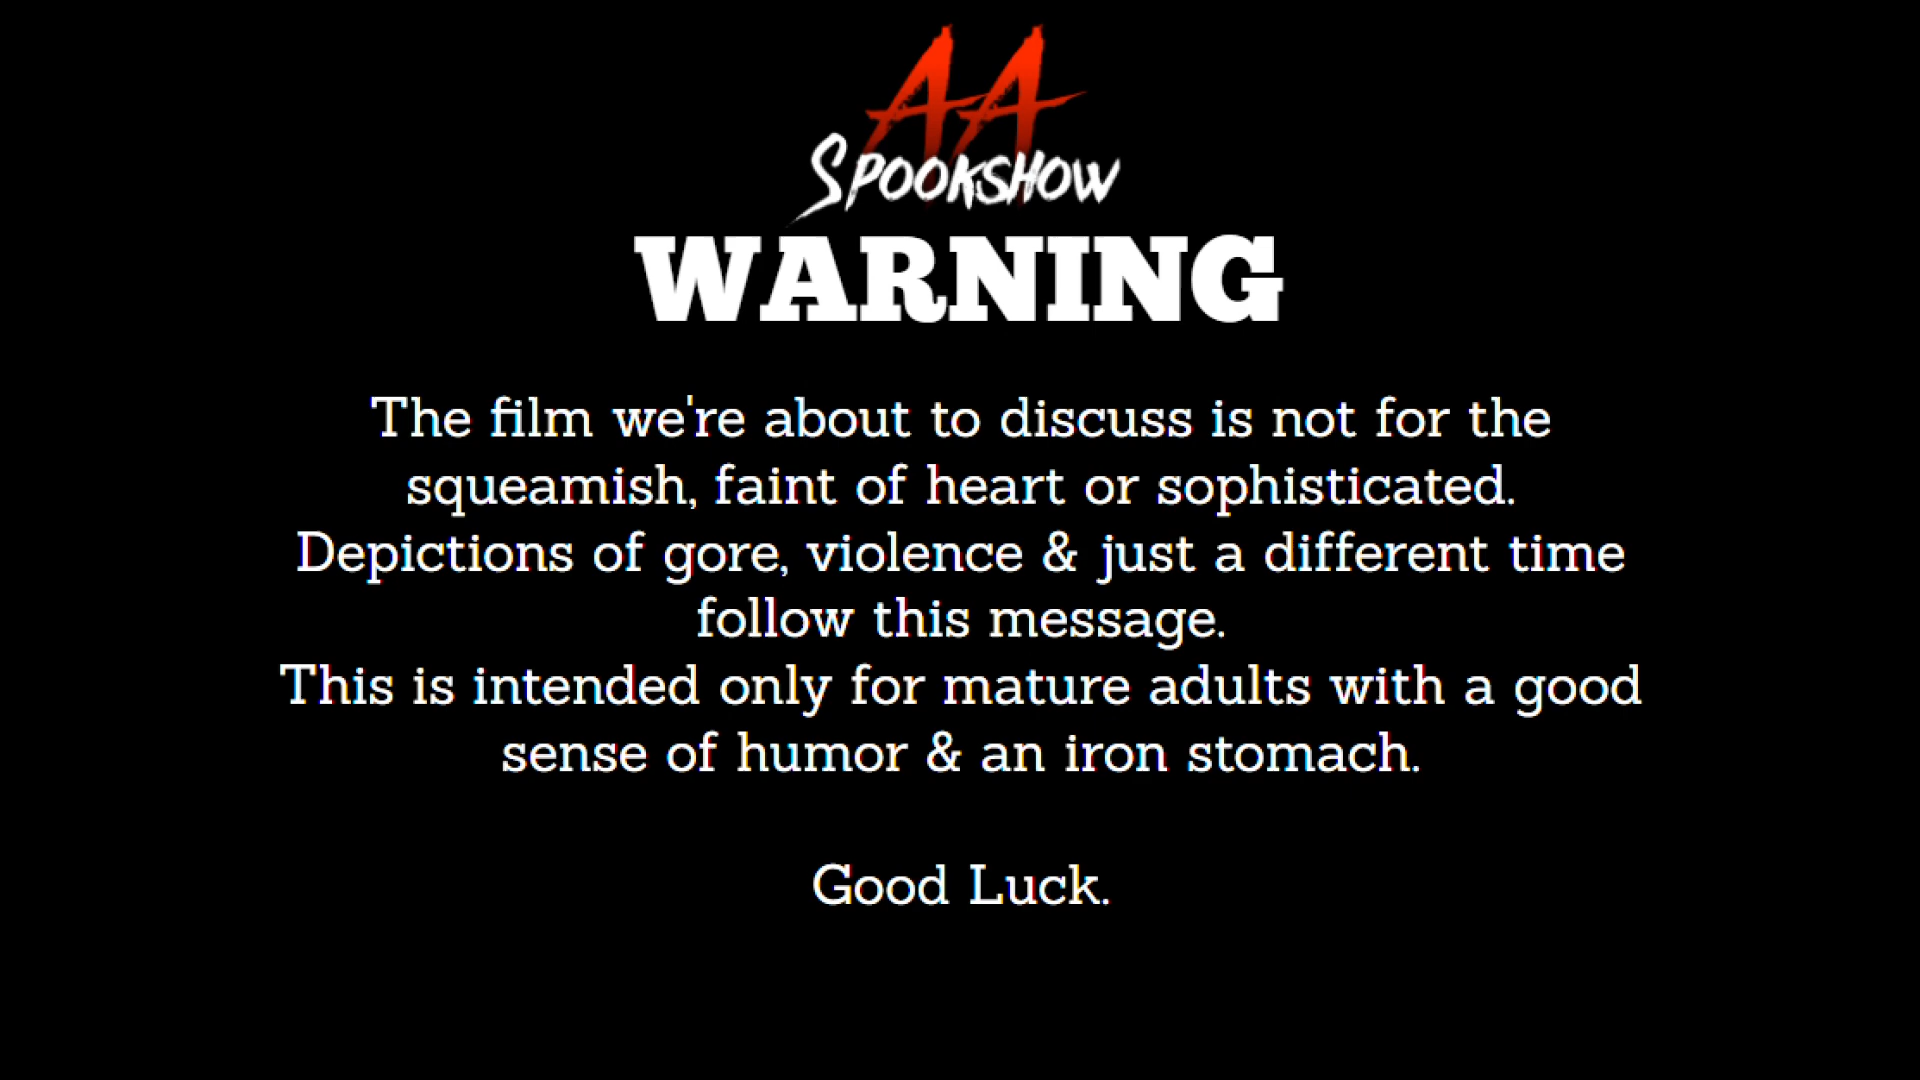 AA
SPOOKSHOW
WARNING
The film we're about to discuss is not for the
squeamish, faint of heart or sophisticated.
Depictions of gore, violence & just a different time
follow this message.
This is intended only for mature adults with a good
sense of humor & an iron stomach.
Good Luck.